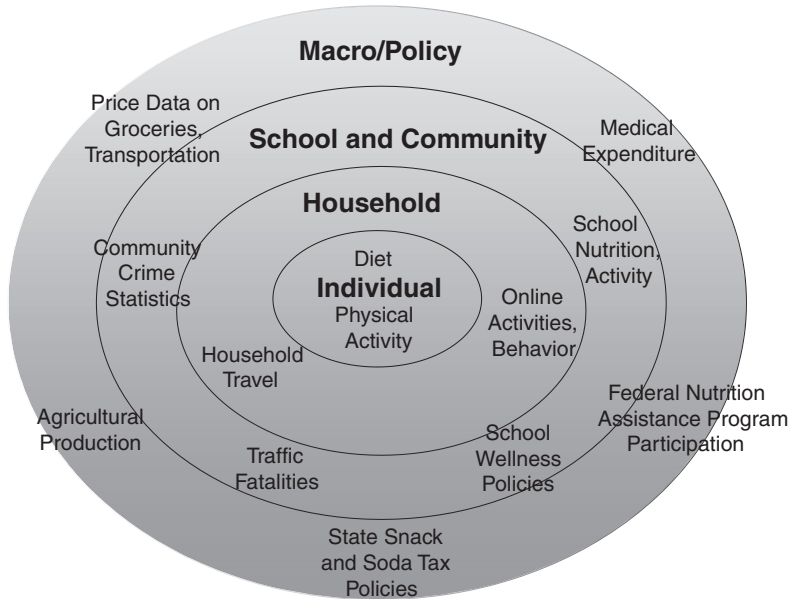 Macro/Policy
Price Data on
Groceries,
Transportation
Medical
Expenditure
School and Community
Household
School
Nutrition,
Activity
Community
Crime
Statistics
Diet
Individual
Physical
Activity
Online
Activities,
Behavior
Household
Travel
Federal Nutrition
Assistance Program
Participation
Agricultural
Production
School
Wellness
Policies
Traffic
Fatalities
State Snack
and Soda Tax
Policies